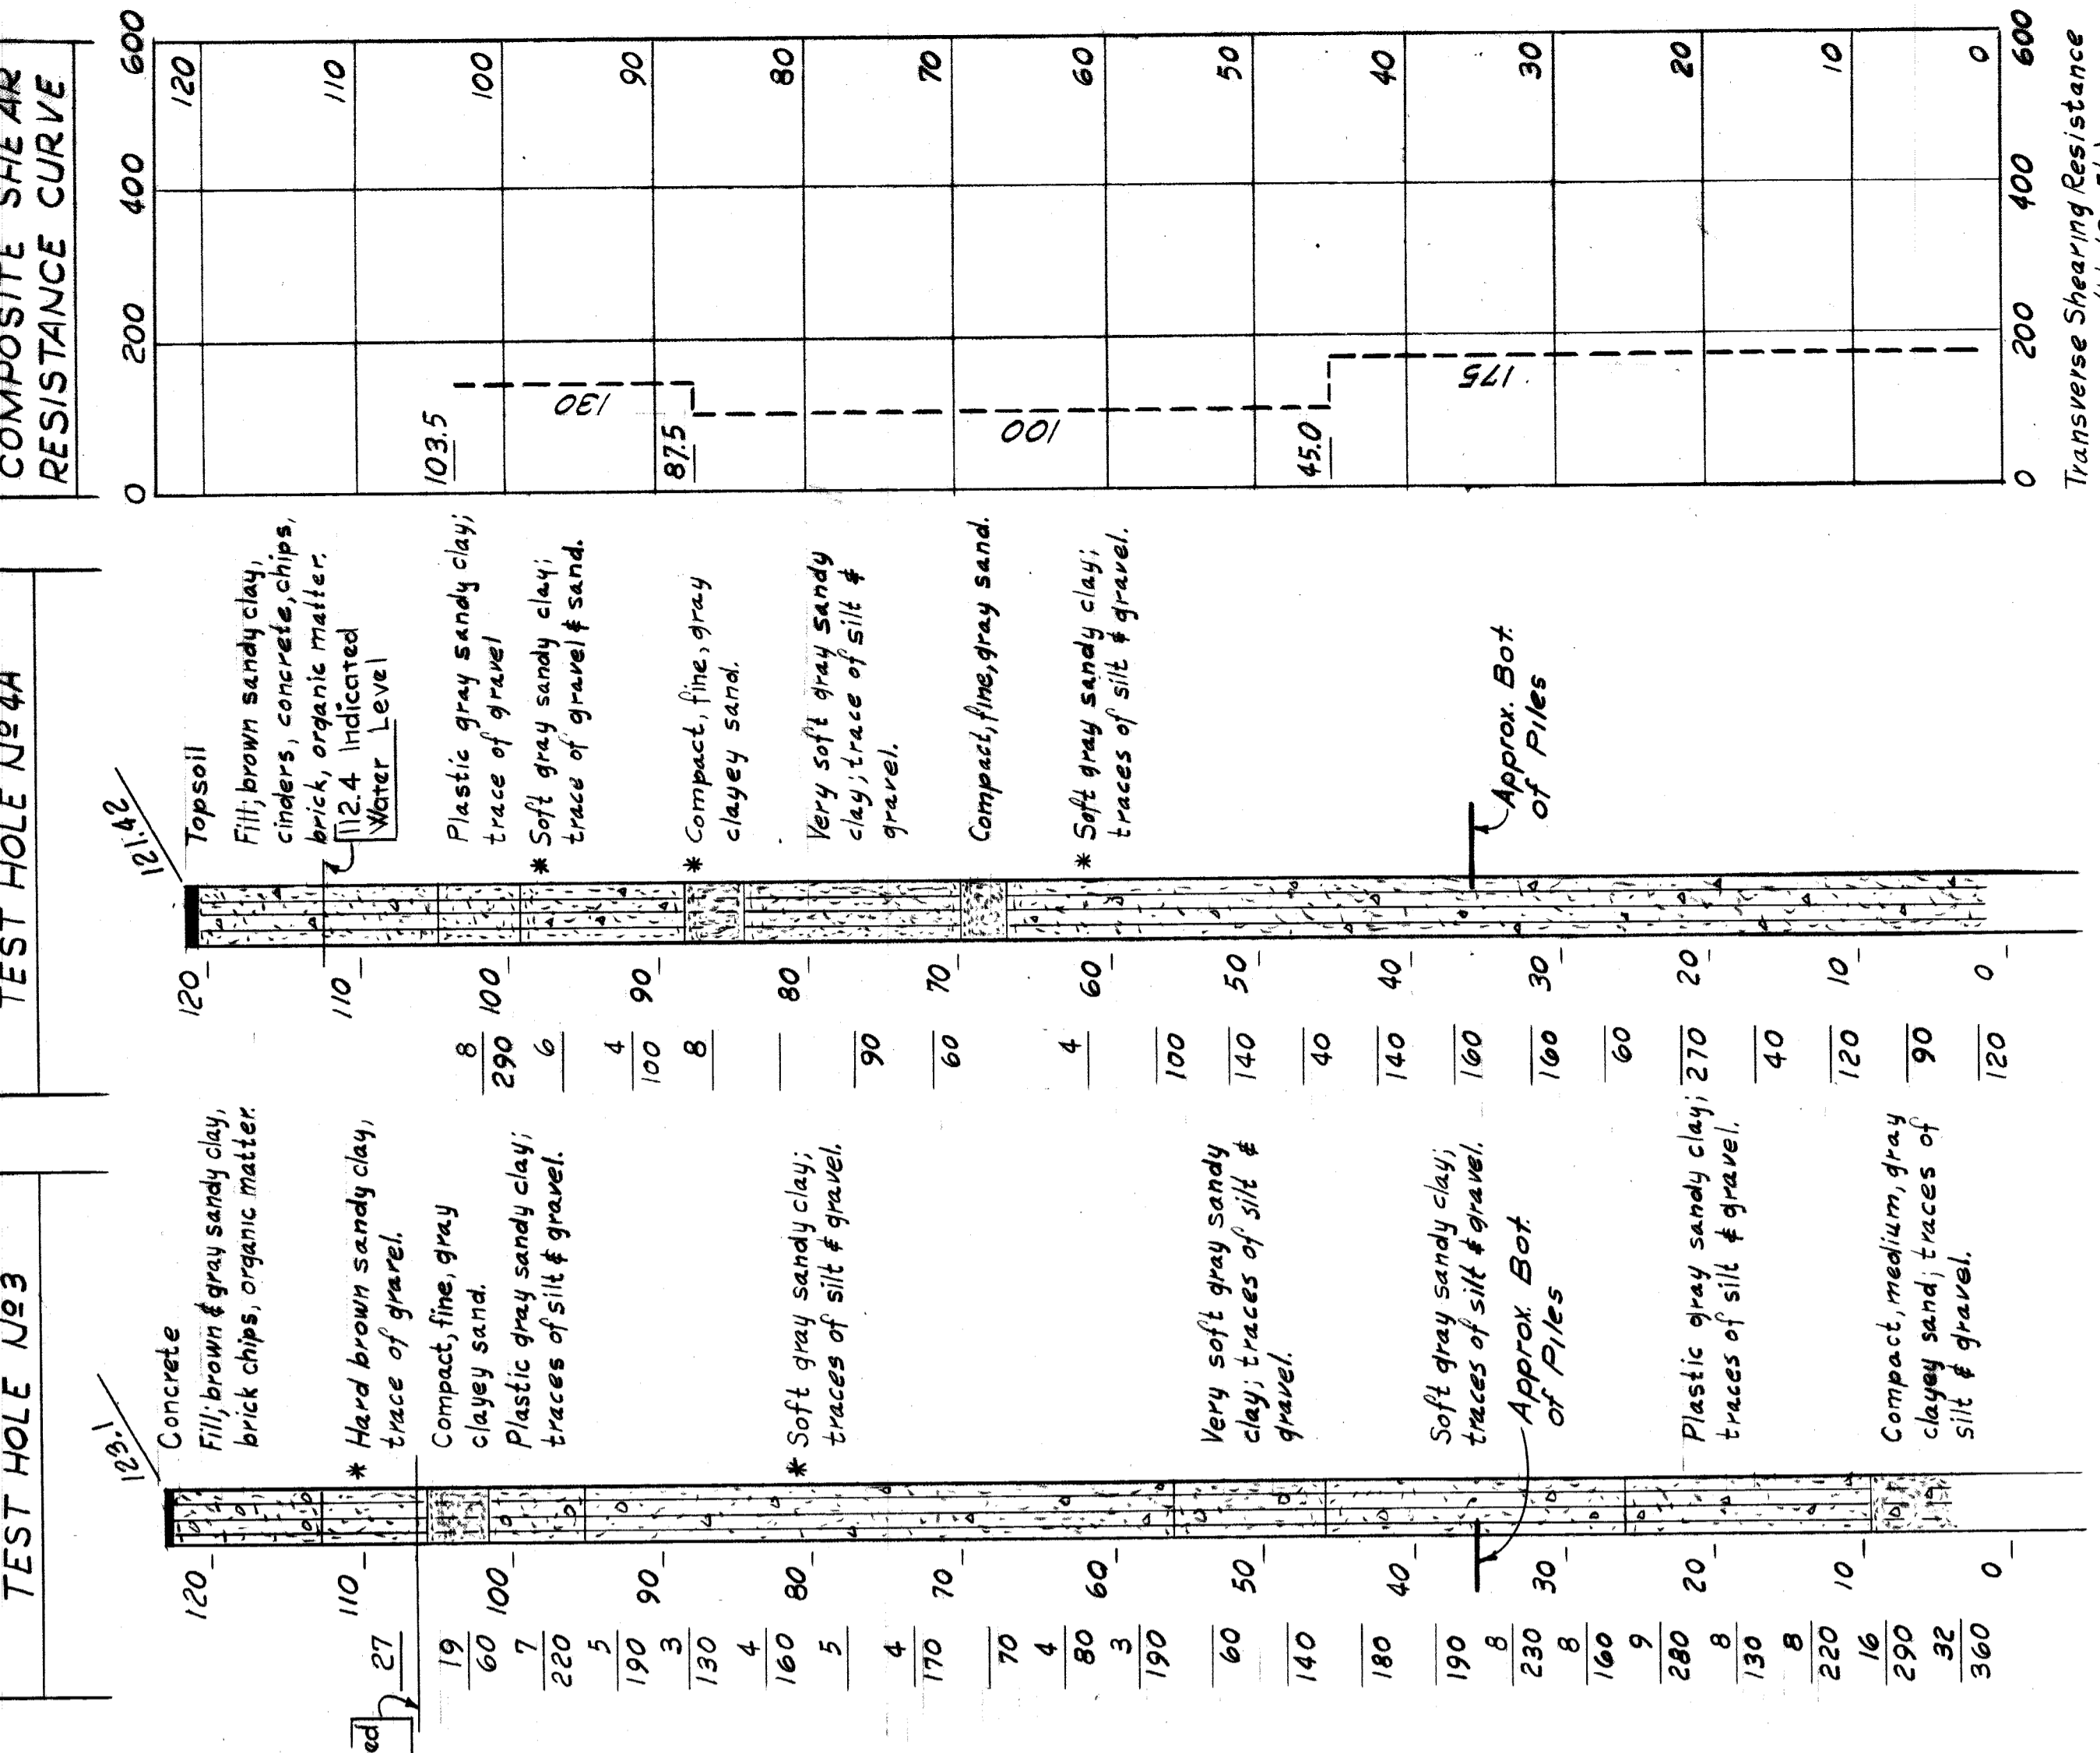 TEST HOLE Nº3
123.1
Concrete
Fill; brown & gray sandy clay,
brick chips, organic matter.
* Hard brown sandy clay,
trace of grarel.
Compact, fine, gray
clayey sand.
Plastic gray sandy clay;
traces of silt & gravel.
* Soft gray sandy clay;
traces of silt & gravel.
Very soft gray sandy
clay; traces of silt &
gravel.
Soft gray sandy clay;
traces of silt & gravel.
Approx. Bot.
of Piles
Plastic gray sandy clay;
traces of silt & gravel.
Compact, medium, gray
clayey sand; traces of
silt & gravel.
120
110
100
90
80
70
60
50
40
30
20
10
0
ed
27
19
60
7
220
5
190
3
130
4
160
5
4
170
70
4
80
3
190
60
140
180
190
8
230
8
160
9
280
8
130
8
220
16
290
32
360
TEST HOLE Nº4A
121.42
Topsoil
Fill; brown sandy clay,
cinders, concrete, chips,
brick, organic matter.
112.4 Indicated
Water Level
Plastic gray sandy clay;
trace of gravel
* Soft gray sandy clay;
trace of gravel & sand.
* Compact, fine, gray
clayey sand.
Very soft gray sandy
clay; trace of silt &
gravel.
Compact, fine, gray sand.
* Soft gray sandy clay;
traces of silt & gravel.
Approx. Bot.
of Piles
120
110
100
90
80
70
60
50
40
30
20
10
0
8
290
6
4
100
8
90
60
4
100
140
40
140
160
160
60
270
40
120
90
120
COMPOSITE SHEAR
RESISTANCE CURVE
0 200 400 600
120
110
100
90
80
70
60
50
40
30
20
10
0
103.5
130
87.5
100
45.0
175
0 200 400 600
Transverse Shearing Resistance